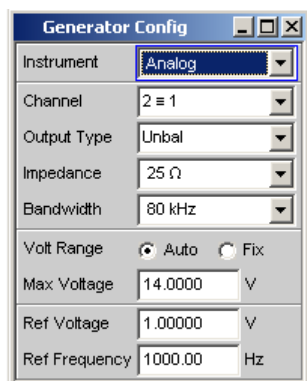 Generator Config
Instrument Analog
Channel 2 ≡ 1
Output Type Unbal
Impedance 25 Ω
Bandwidth 80 kHz
Volt Range Auto Fix
Max Voltage 14.0000 V
Ref Voltage 1.00000 V
Ref Frequency 1000.00 Hz